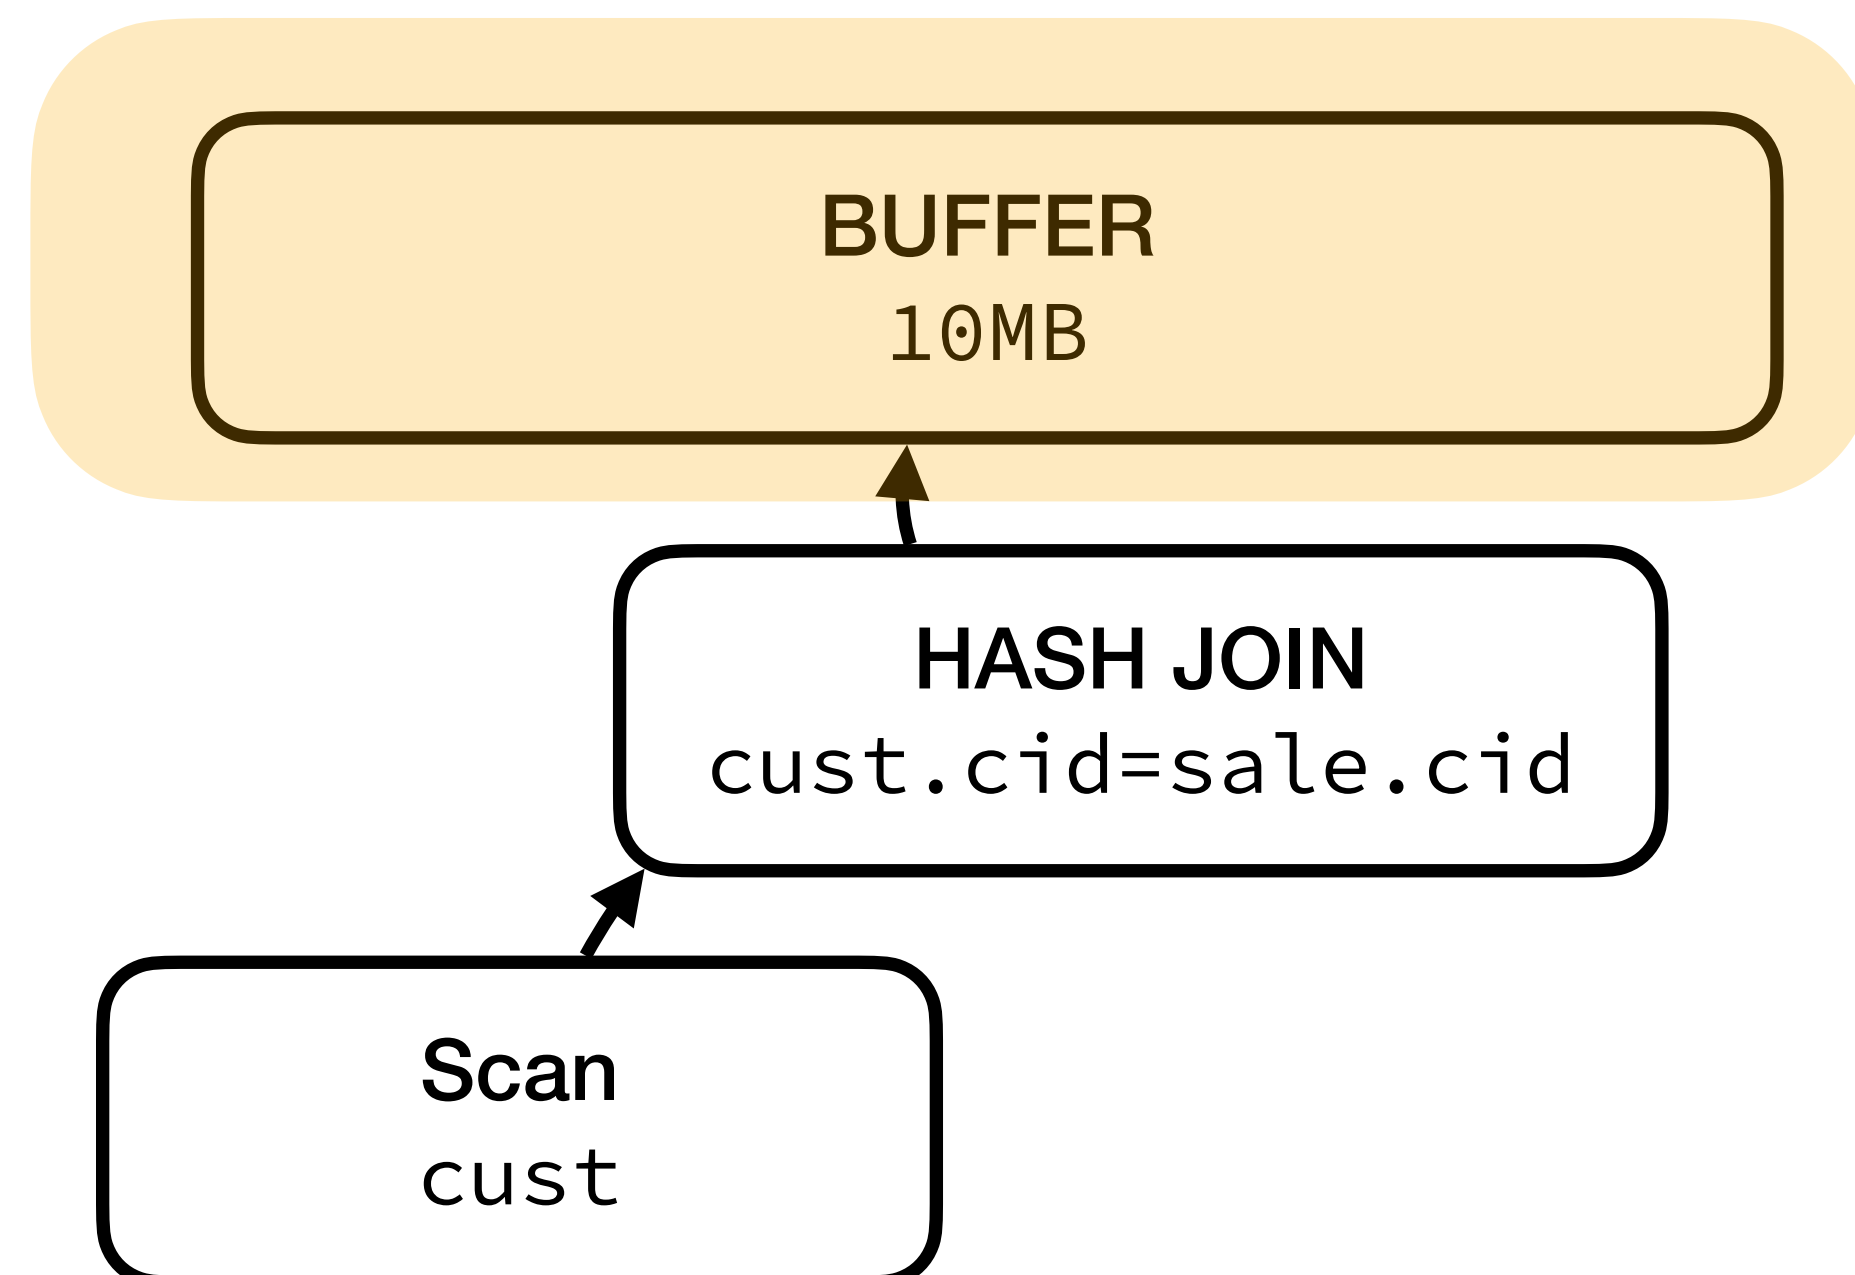 BUFFER
10MB
HASH JOIN
cust.cid=sale.cid
Scan
cust